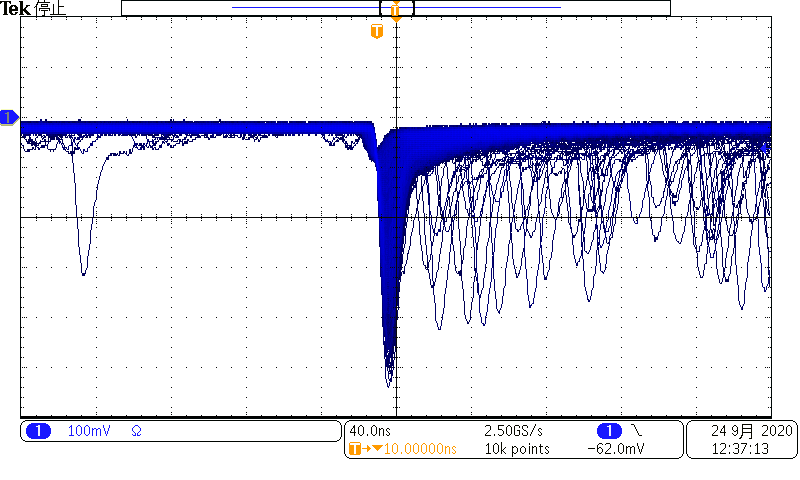 Tek 停止
T
T
1
1 100mV Ω
40.0ns 2.50GS/s 1
T→▼10.00000ns 10k points −62.0mV
24 9月 2020
12:37:13